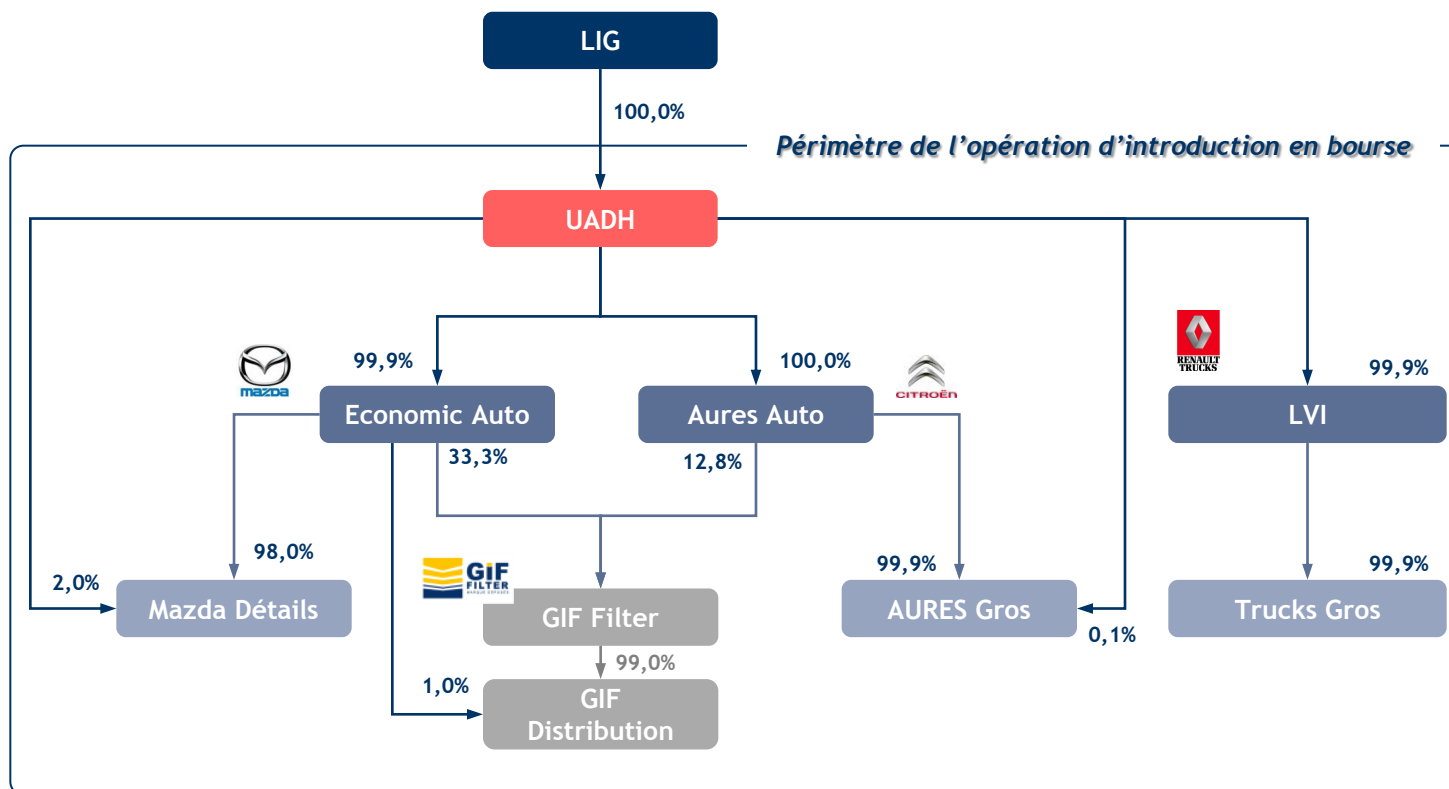 LIG
100,0%
Périmètre de l’opération d’introduction en bourse
UADH
mazda
99,9%
100,0%
CITROËN
RENAULT
TRUCKS
99,9%
Economic Auto
Aures Auto
LVI
33,3%
12,8%
98,0%
2,0%
GIF
FILTER
MARQUE DÉPOSÉE
99,9%
99,9%
Mazda Détails
GIF Filter
AURES Gros
Trucks Gros
0,1%
99,0%
1,0%
GIF
Distribution